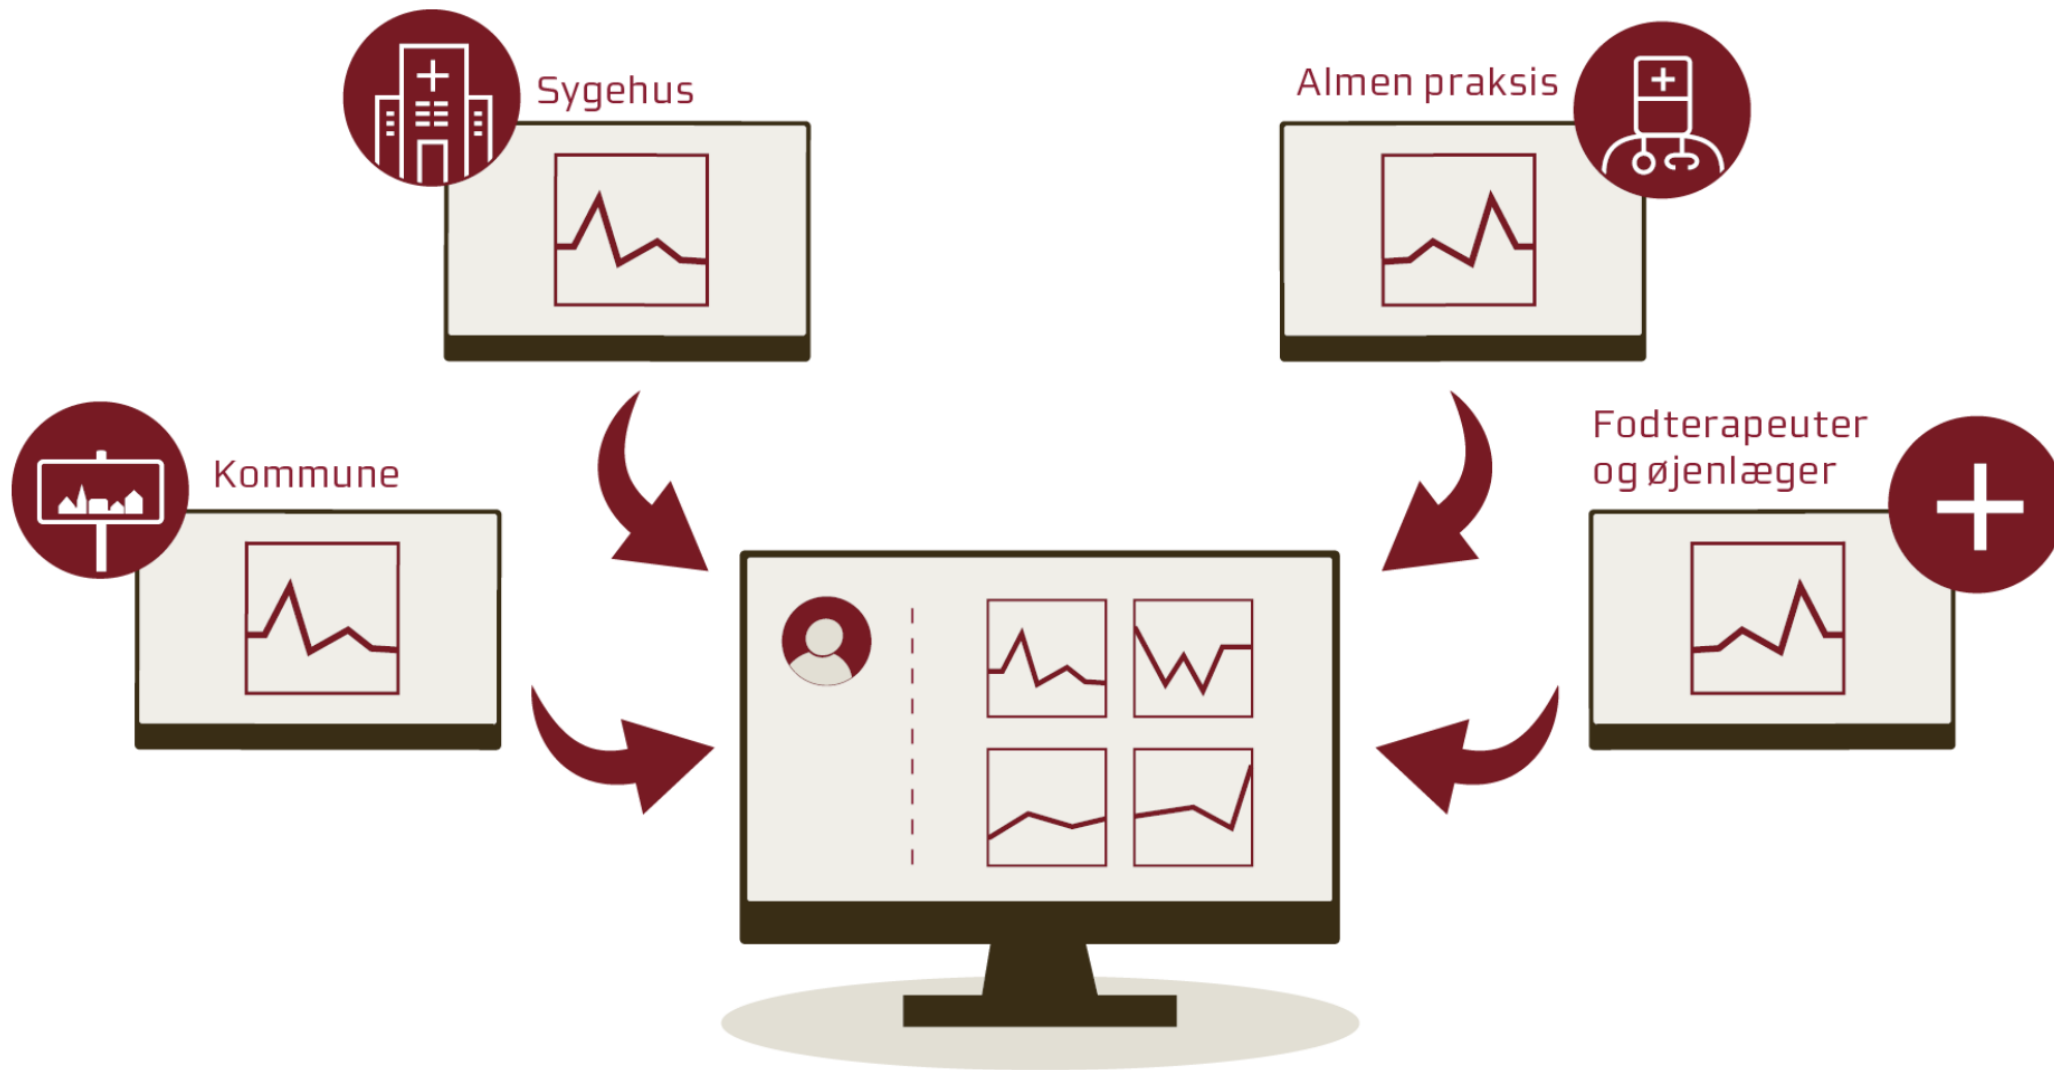 Sygehus
Almen praksis
Kommune
Fodterapeuter
og øjenlæger